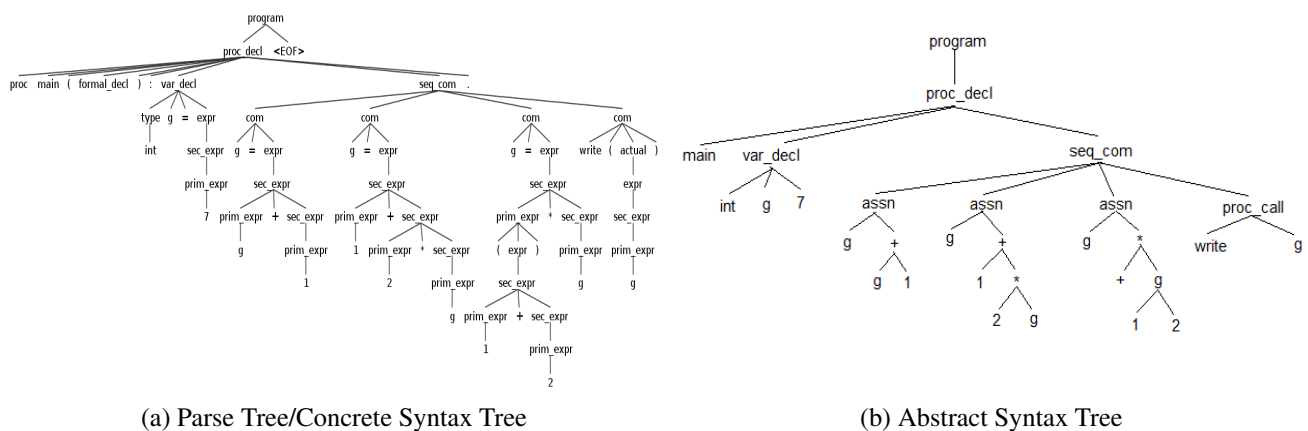 program
proc_decl <EOF>
proc main ( formal_decl ) : var_decl seq_com .
type g = expr com com com com
int sec_expr g = expr g = expr g = expr write ( actual )
prim_expr sec_expr sec_expr sec_expr expr
7 prim_expr + sec_expr prim_expr + sec_expr prim_expr * sec_expr sec_expr
g prim_expr 1 prim_expr * sec_expr ( expr ) prim_expr prim_expr
1 2 prim_expr sec_expr g g
g prim_expr + sec_expr
1 prim_expr
2
(a) Parse Tree/Concrete Syntax Tree
program
proc_decl
main var_decl seq_com
int g 7 assn assn assn proc_call
g + g + g * write g
g 1 1 * + g
2 g 1 2
(b) Abstract Syntax Tree